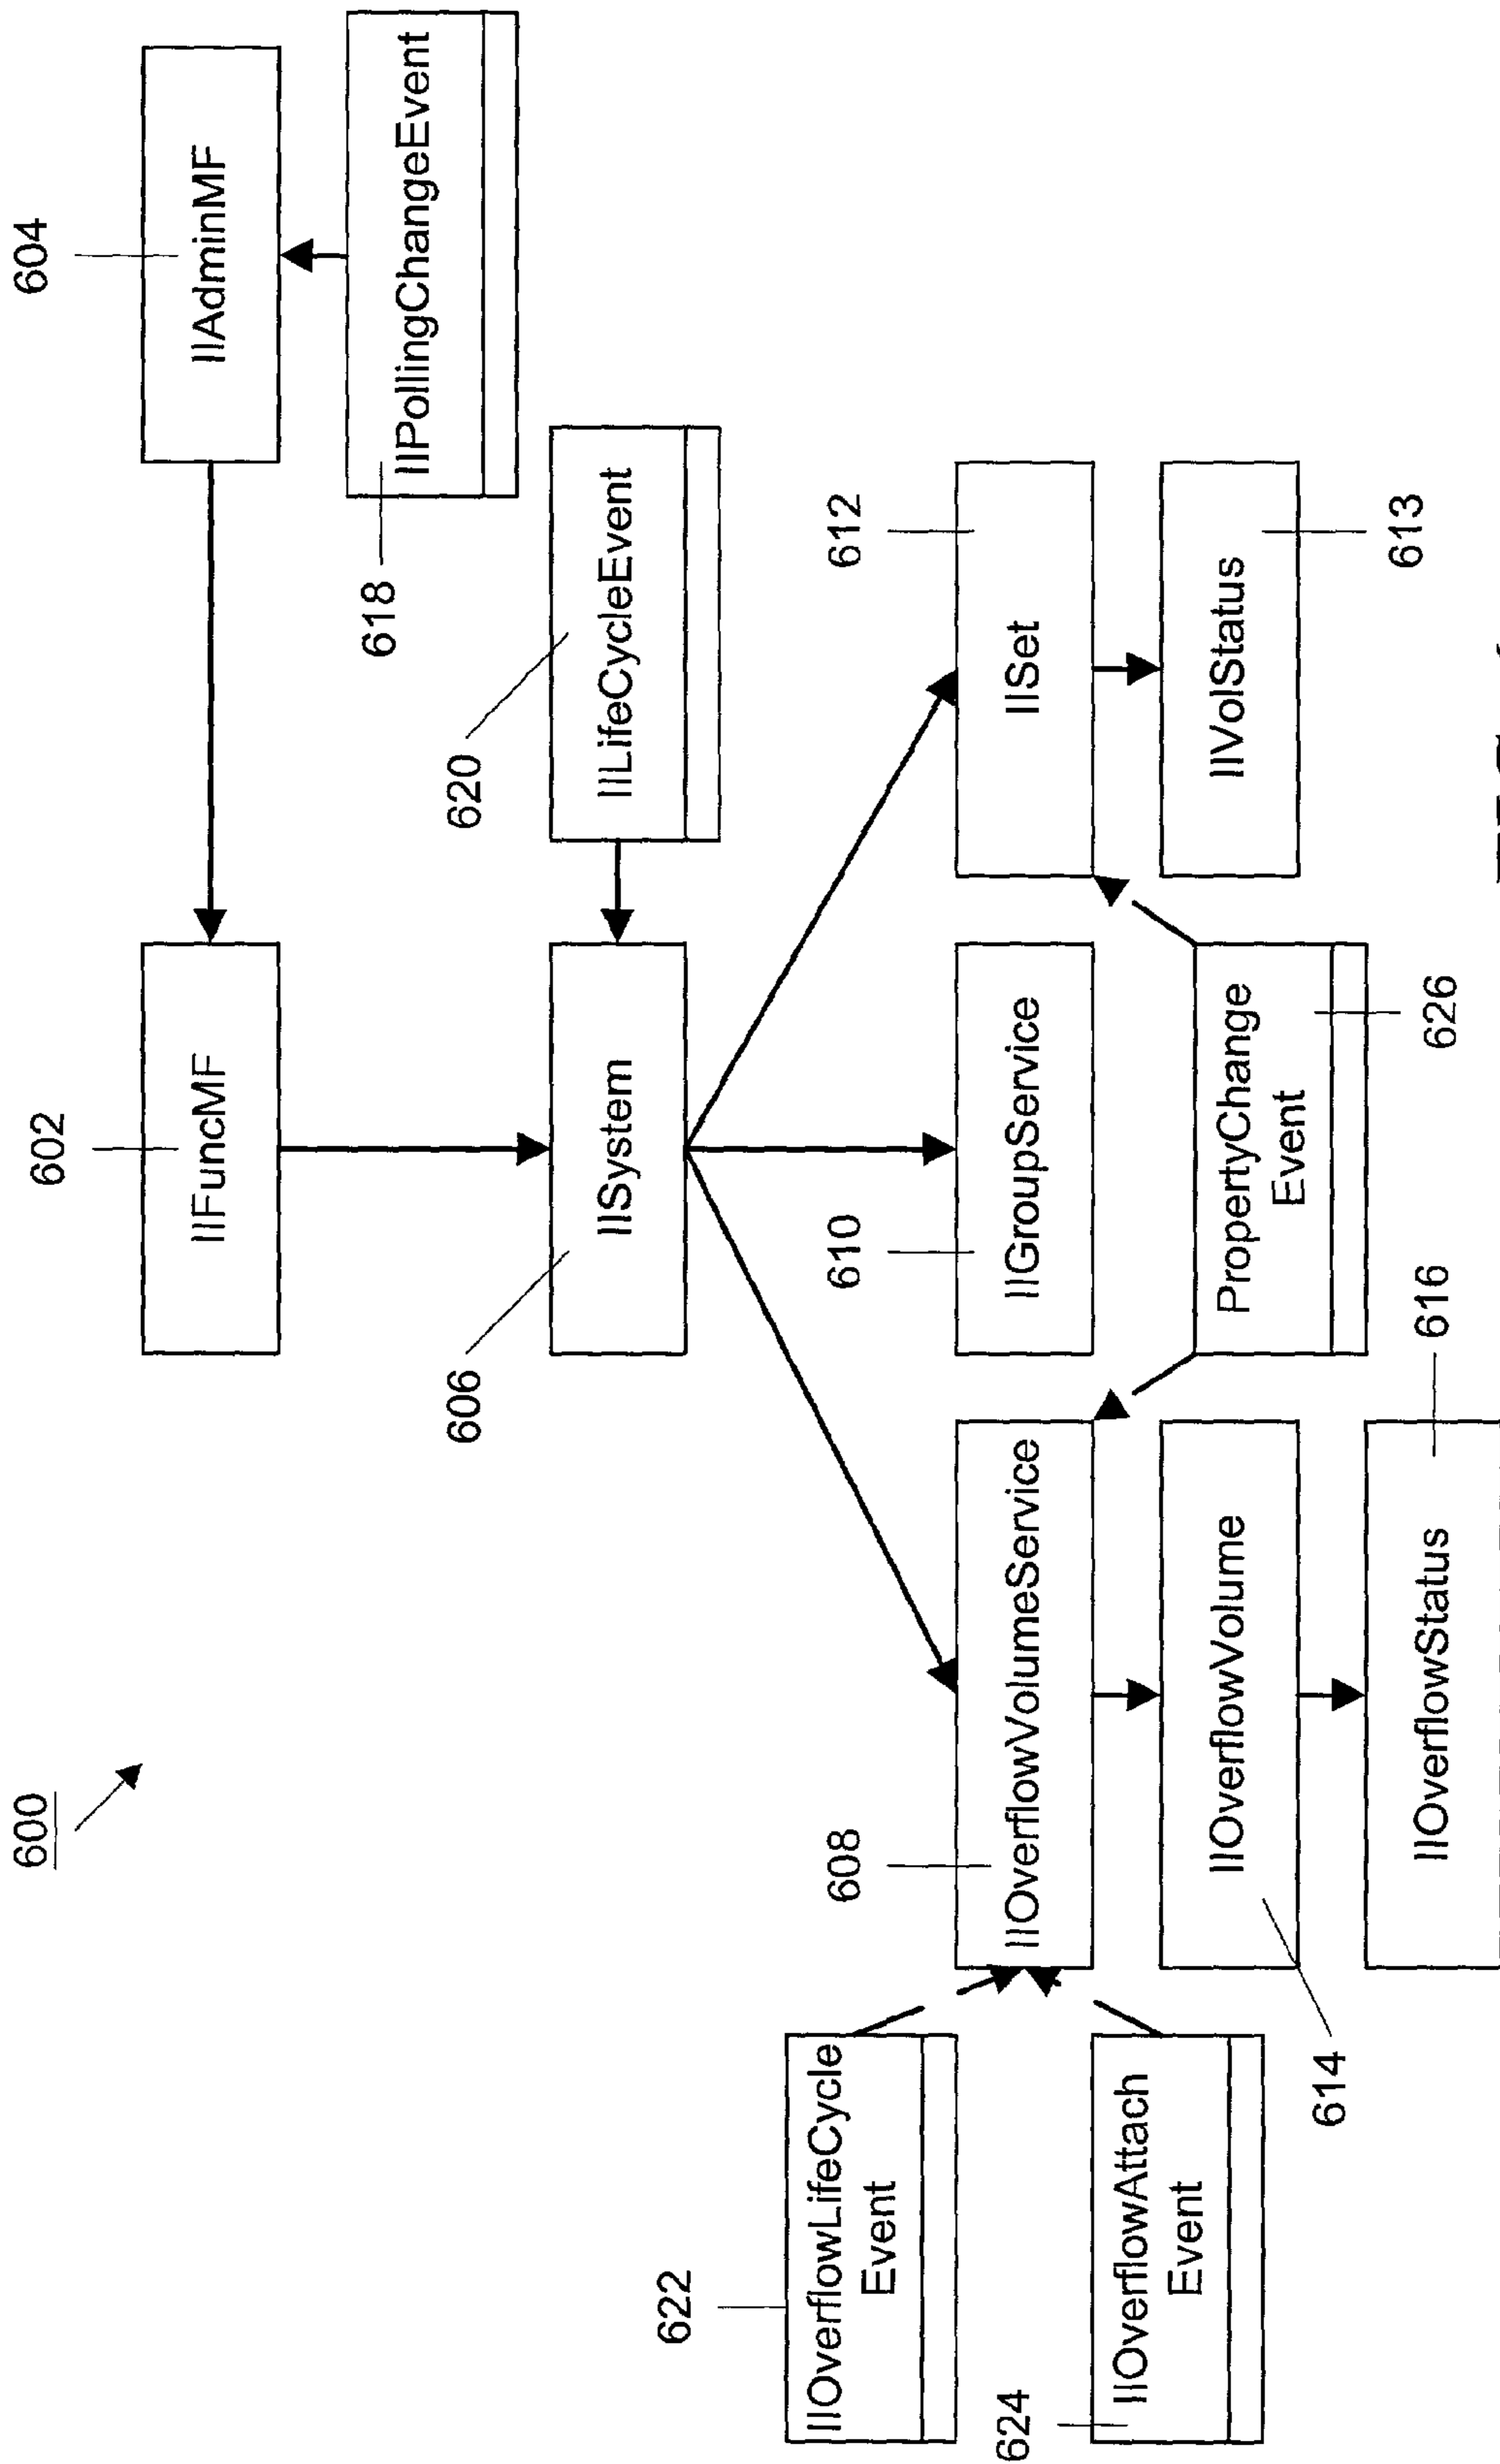 600
602
604
IIFuncMF
IIAdminMF
618
IIPollingChangeEvent
606
620
IISystem
IILifeCycleEvent
622
608
610
612
IIOverflowLifeCycle
Event
IIOverflowVolumeService
IIGroupService
IISet
624
IIOverflowAttach
Event
614
IIOverflowVolume
PropertyChange
Event
IIVolStatus
616
626
613
IIOverflowStatus